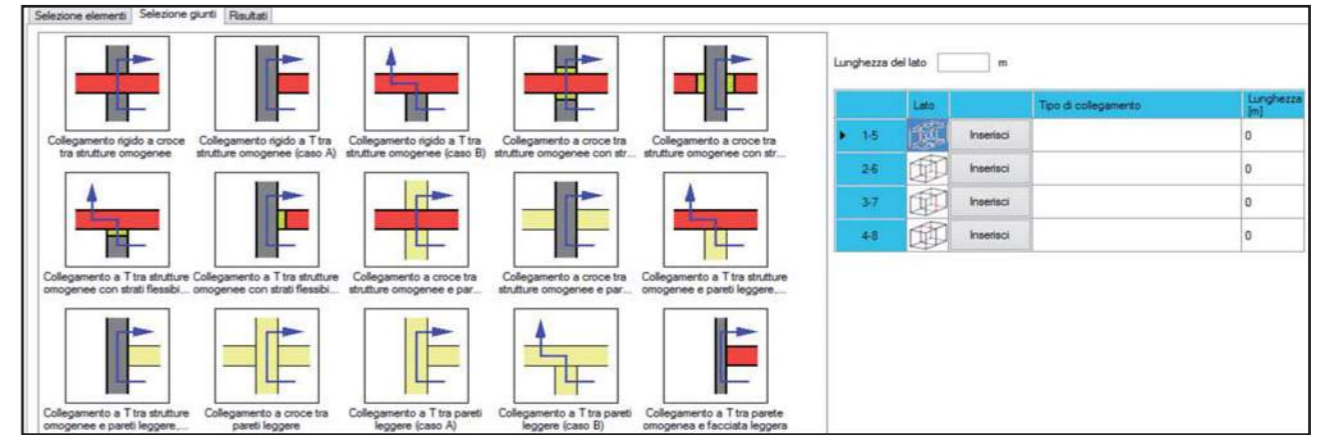 Selezione elementi Selezione giunti Risultati
Collegamento rigido a croce
tra strutture omogenee
Collegamento rigido a T tra
strutture omogenee (caso A)
Collegamento rigido a T tra
strutture omogenee (caso B)
Collegamento a croce tra
strutture omogenee con str...
Collegamento a croce tra
strutture omogenee con str...
Collegamento a T tra strutture
omogenee con strati flessibi...
Collegamento a T tra strutture
omogenee con strati flessibi...
Collegamento a croce tra
strutture omogenee e par...
Collegamento a croce tra
strutture omogenee e par...
Collegamento a T tra strutture
omogenee e pareti leggere,...
Collegamento a T tra strutture
omogenee e pareti leggere,...
Collegamento a croce tra
pareti leggere
Collegamento a T tra pareti
leggere (caso A)
Collegamento a T tra pareti
leggere (caso B)
Collegamento a T tra parete
omogenea e facciata leggera
Lunghezza del lato m
Lato Tipo di collegamento Lunghezza
[m]
1-5 Inserisci 0
2-6 Inserisci 0
3-7 Inserisci 0
4-8 Inserisci 0